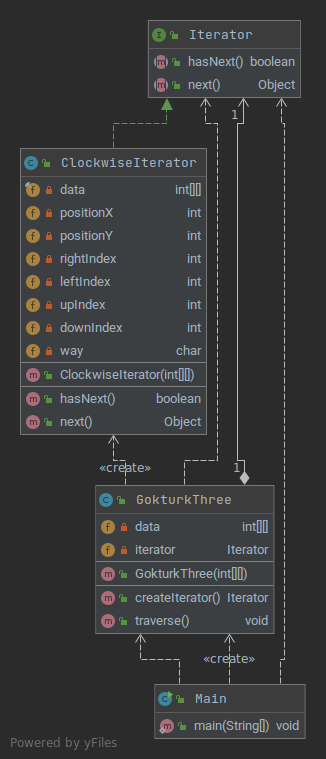 Iterator
hasNext() boolean
next() Object
1
ClockwiseIterator
data int[][]
positionX int
positionY int
rightIndex int
leftIndex int
upIndex int
downIndex int
way char
ClockwiseIterator(int[][])
hasNext() boolean
next() Object
«create» 1
GokturkThree
data int[][]
iterator Iterator
GokturkThree(int[][])
createIterator() Iterator
traverse() void
«create»
Main
main(String[]) void
Powered by yFiles